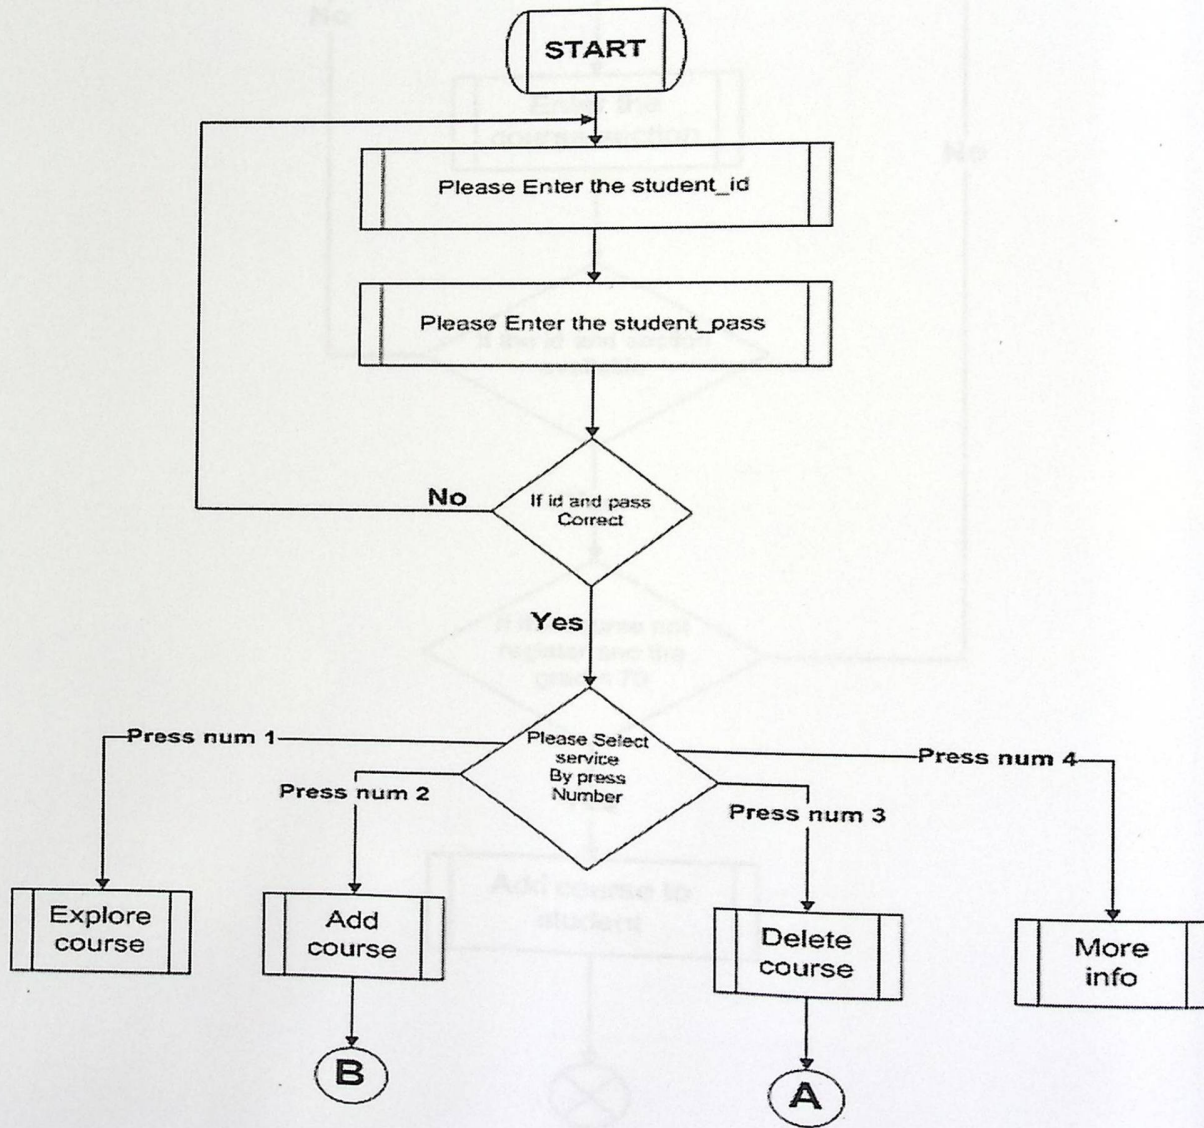 START
Please Enter the student_id
Please Enter the student_pass
If id and pass
Correct
No
Yes
Please Select
service
By press
Number
Press num 1
Press num 2
Press num 3
Press num 4
Explore
course
Add
course
Delete
course
More
info
B
A
No
No
Enter the
Add course to
student